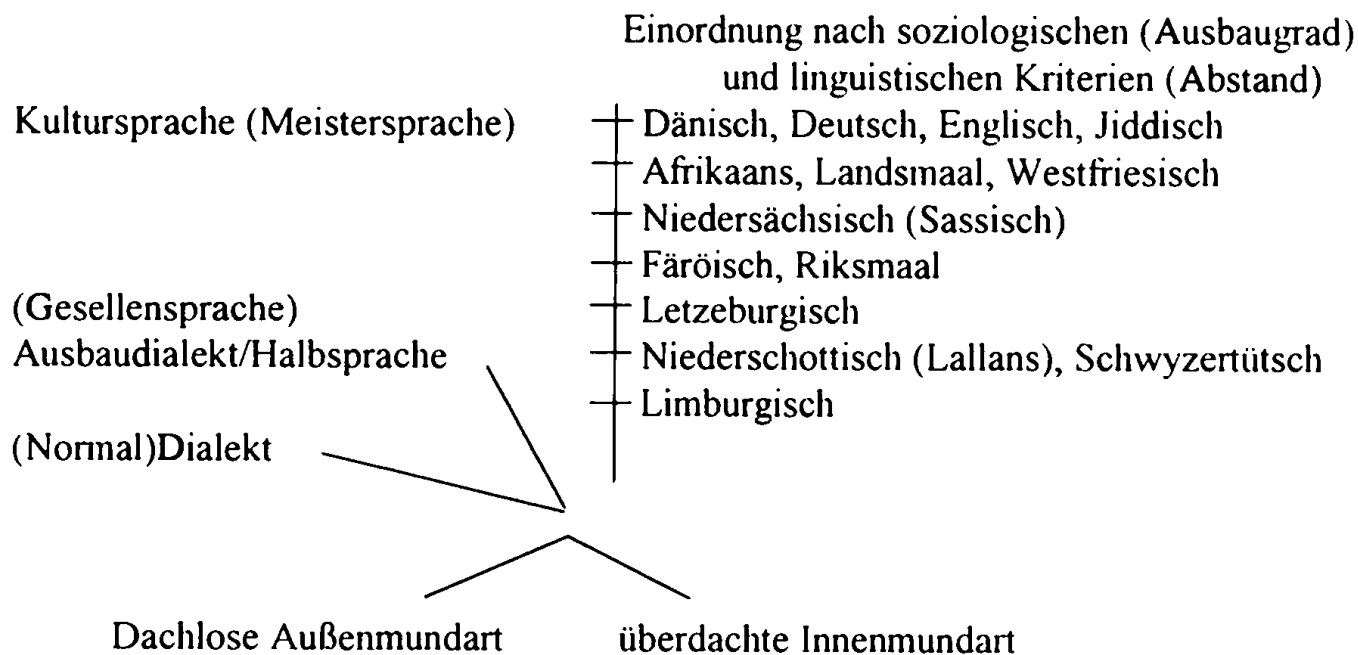 Einordnung nach soziologischen (Ausbaugrad)
und linguistischen Kriterien (Abstand)
Kultursprache (Meistersprache)
Dänisch, Deutsch, Englisch, Jiddisch
Afrikaans, Landsmaal, Westfriesisch
Niedersächsisch (Sassisch)
Färöisch, Riksmaal
(Gesellensprache)
Letzeburgisch
Ausbaudialekt/Halbsprache
Niederschottisch (Lallans), Schwyzertütsch
Limburgisch
(Normal)Dialekt
Dachlose Außenmundart
überdachte Innenmundart